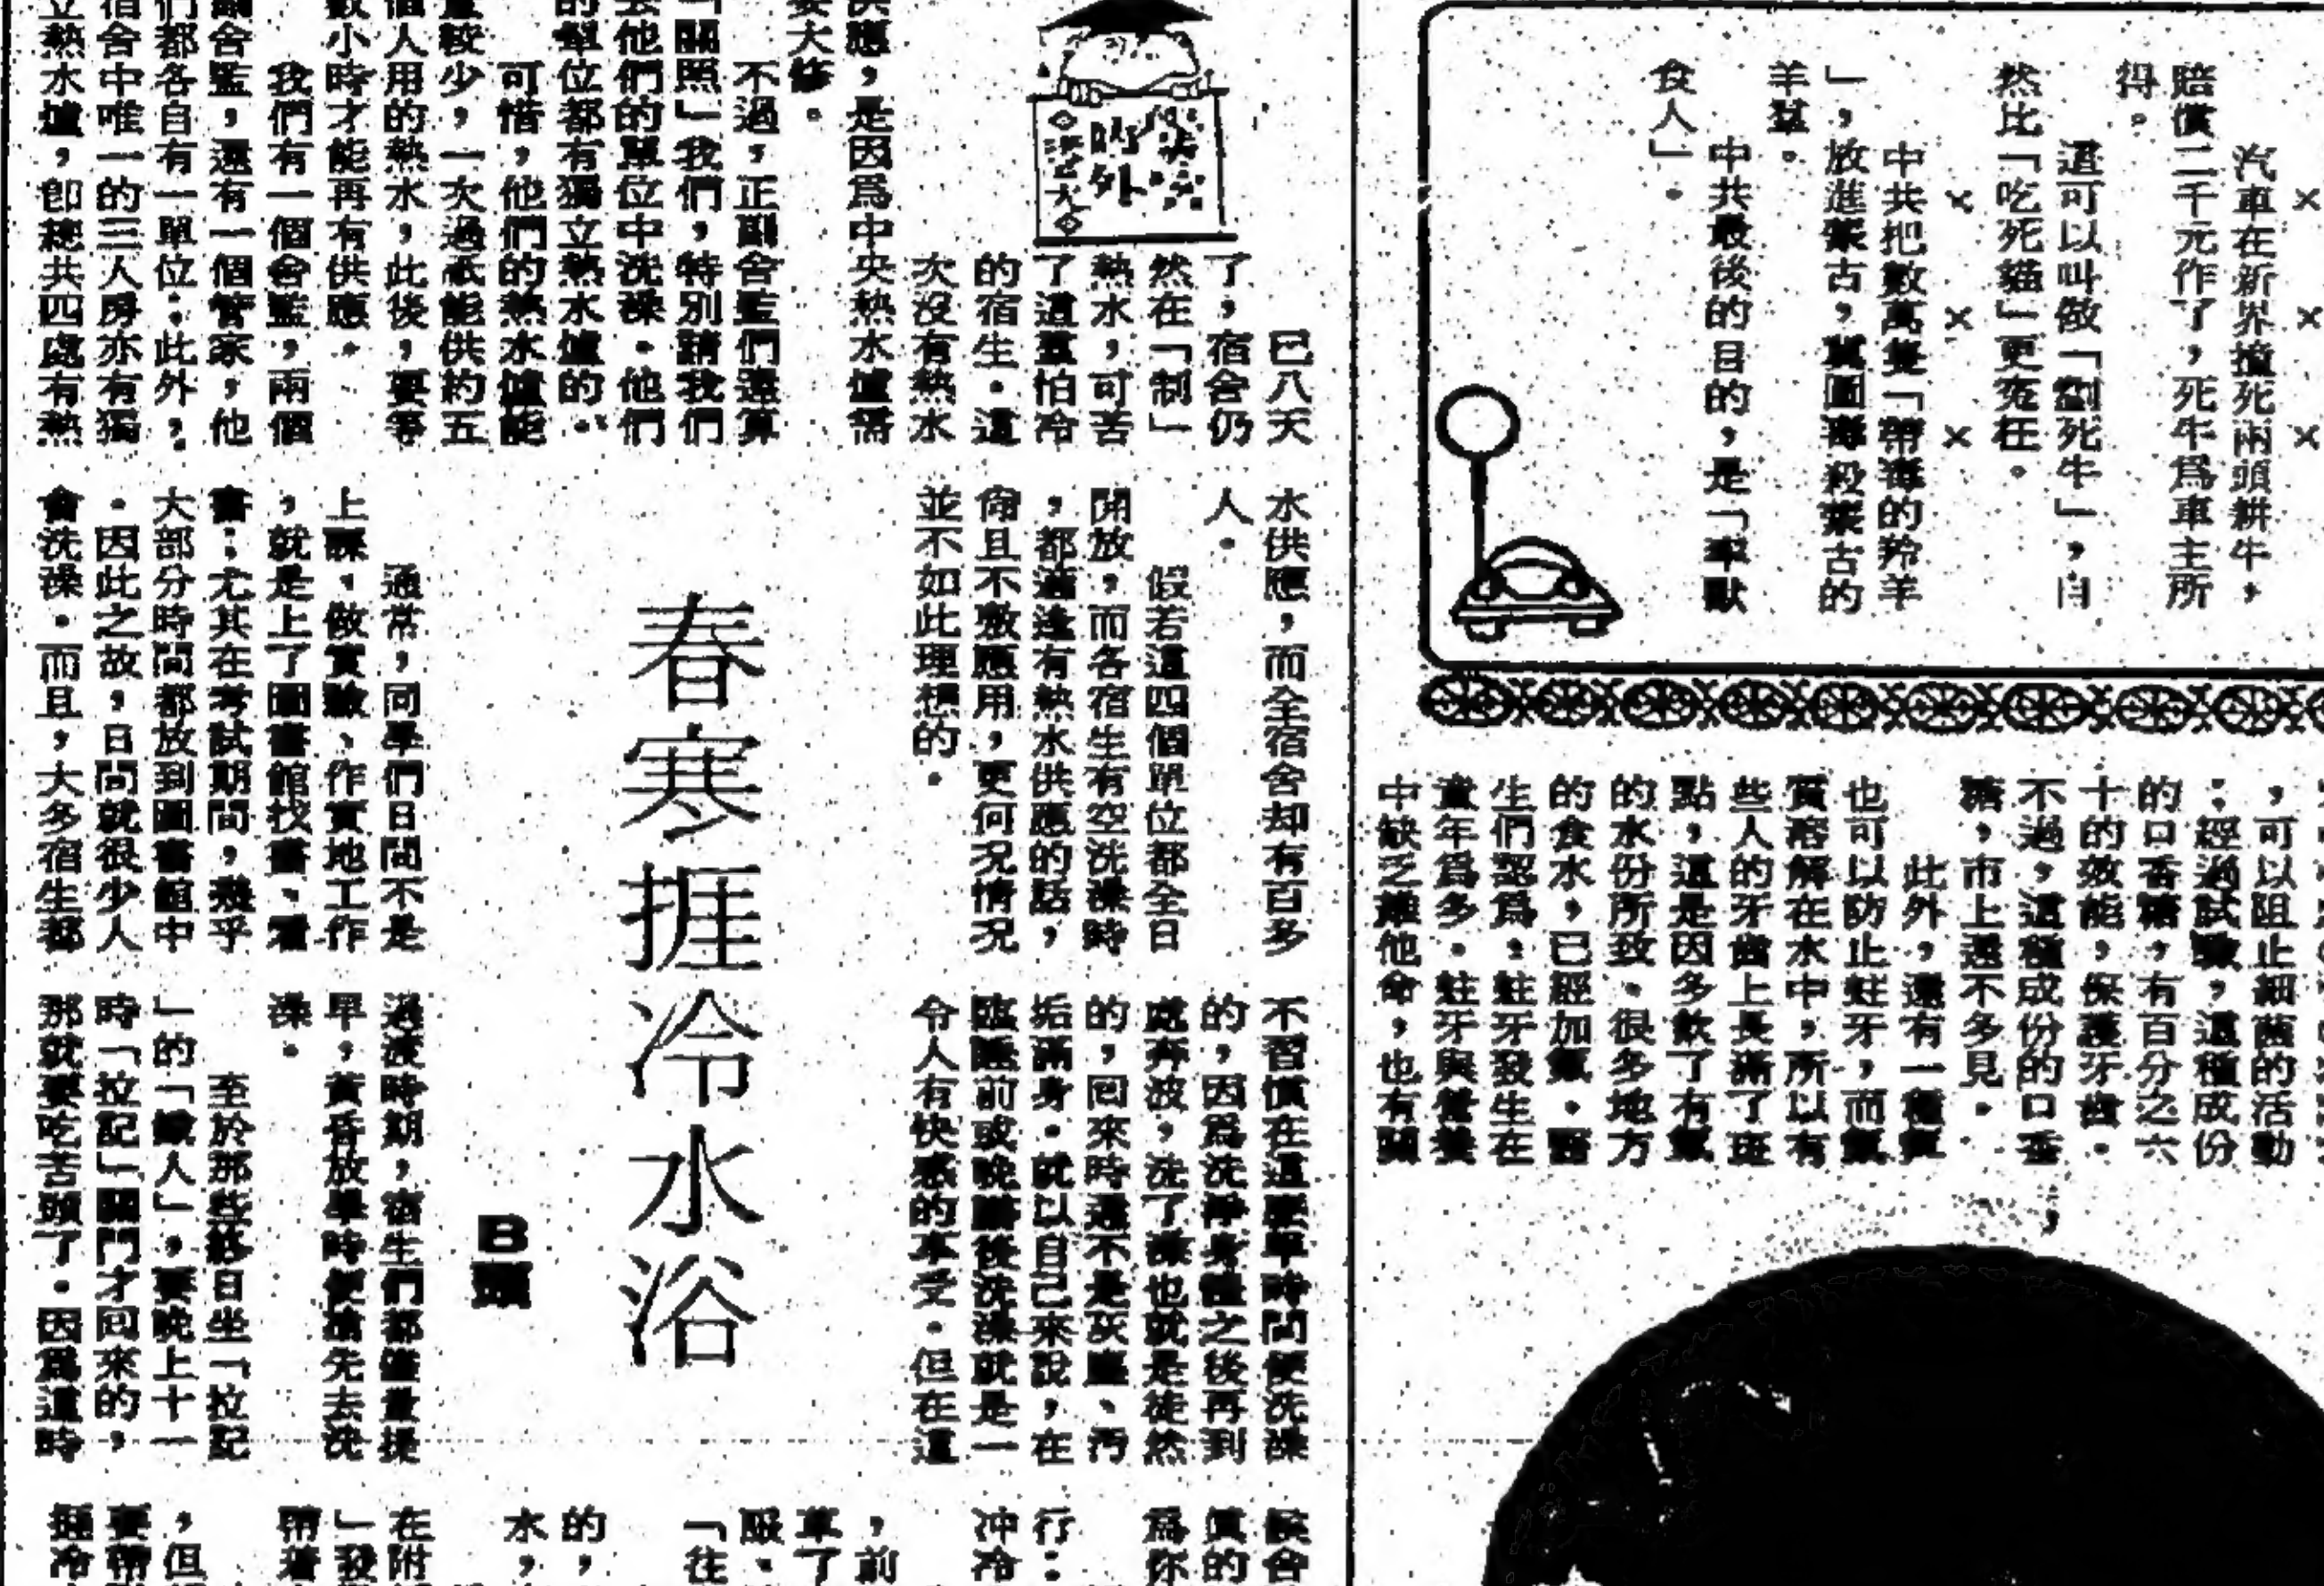 汽車在新界撞死兩頭耕牛，
賠償二千元作了，死牛爲車主所
得。
這可以叫做「劏死牛」，自
然比「吃死貓」更寃枉。
×　×　×
中共把數萬隻「帶毒的羚羊
」，放進蒙古，冀圖毒殺蒙古的
羊羣。
中共最後的目的，是「率獸
食人」。
，可以阻止細菌的活動
；經過試驗，這種成份
的口香糖，有百分之六
十的效能，保護牙齒。
不過，這種成份的口香
糖，市上還不多見。
此外，還有一種氟
也可以防止蛀牙，而氟
實溶解在水中，所以有
些人的牙齒上長滿了斑
點，這是因多飲了有氟
的水份所致。很多地方
的食水，已經加氟。醫
生們認爲，蛀牙發生在
童年爲多。蛀牙與營養
中缺乏維他命，也有關
春寒捱冷水浴
B頭
已八天
了，宿舍仍
然在「制」
熱水，可苦
了這羣怕冷
的宿生。這
次沒有熱水
供應，是因爲中央熱水爐需
要大修。
不過，正副舍監們還算
「關照」我們，特別請我們
去他們的單位中洗澡。他們
的單位都有獨立熱水爐的。
可惜，他們的熱水爐能
量較少，一次過祇能供約五
個人用的熱水，此後，要等
數小時才能再有供應。
我們有一個舍監，兩個
副舍監，還有一個管家，他
們都各自有一單位；此外，
宿舍中唯一的三人房亦有獨
立熱水爐，即總共四處有熱
水供應，而全宿舍却有百多
人。
假若這四個單位都全日
開放，而各宿生有空洗澡時
，都適逢有熱水供應的話，
尙且不敷應用，更何況情況
並不如此理想的。
通常，同學們日間不是
上課，做實驗、作實地工作
，就是上了圖書館找書、看
書；尤其在考試期間，幾乎
大部分時間都放到圖書館中
。因此之故，日間就很少人
會洗澡。而且，大多宿生都
不習慣在這麼早時間便洗澡
的，因爲洗淨身體之後再到
處奔波，洗了澡也就是徒然
的，回來時還不是灰塵、汚
垢滿身。就以自己來說，在
臨睡前或晚膳後洗澡就是一
令人有快感的享受。但在這
過渡時期，宿生們都儘量提
早，黃昏放學時便搶先去洗
澡。
至於那些終日坐「拉記
」的「鐵人」，要晚上十一
時「拉記」關門才回來的，
那就要吃苦頭了。因爲這時